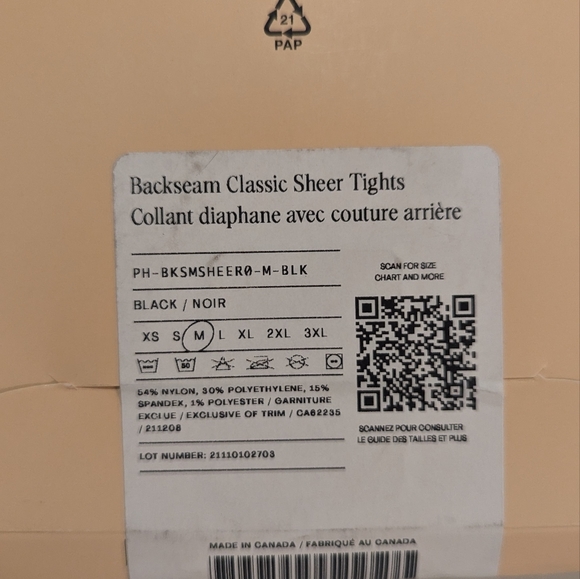 21
PAP
Backseam Classic Sheer Tights
Collant diaphane avec couture arrière
PH-BKSMSHEER0-M-BLK
SCAN FOR SIZE
CHART AND MORE
BLACK / NOIR
XS S M L XL 2XL 3XL
54% NYLON, 30% POLYETHYLENE, 15%
SPANDEX, 1% POLYESTER / GARNITURE
EXCLUE / EXCLUSIVE OF TRIM / CA62235
/ 211208
SCANNEZ POUR CONSULTER
LE GUIDE DES TAILLES ET PLUS
LOT NUMBER: 21110102703
MADE IN CANADA / FABRIQUÉ AU CANADA